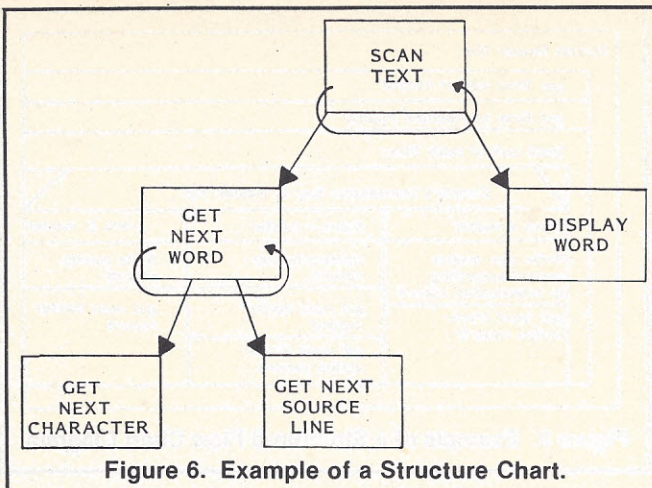 SCAN
TEXT
GET
NEXT
WORD
DISPLAY
WORD
GET
NEXT
CHARACTER
GET NEXT
SOURCE
LINE
Figure 6. Example of a Structure Chart.